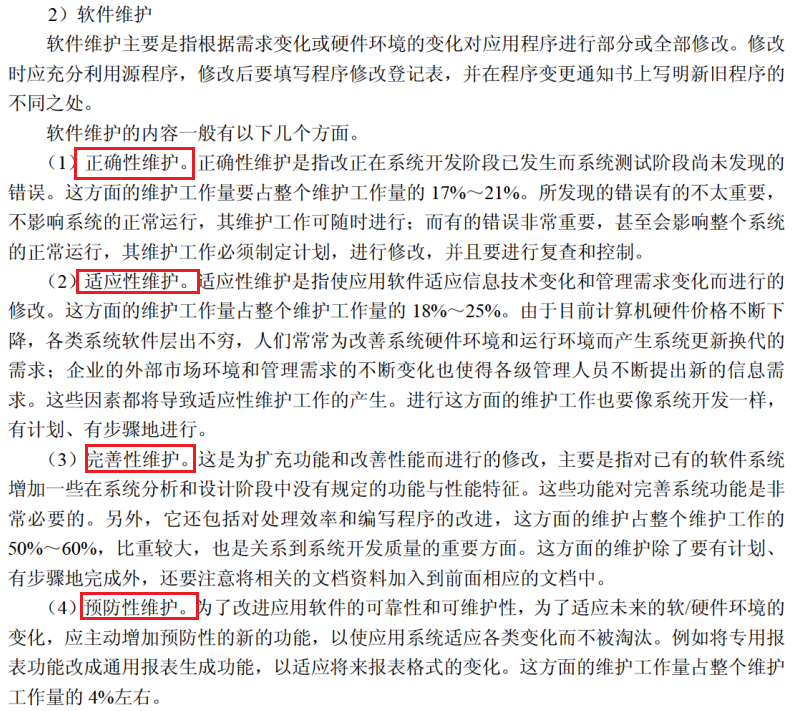 2）软件维护
软件维护主要是指根据需求变化或硬件环境的变化对应用程序进行部分或全部修改。修改
时应充分利用源程序，修改后要填写程序修改登记表，并在程序变更通知书上写明新旧程序的
不同之处。
软件维护的内容一般有以下几个方面。
（1）正确性维护。正确性维护是指改正在系统开发阶段已发生而系统测试阶段尚未发现的
错误。这方面的维护工作量要占整个维护工作量的 17%～21%。所发现的错误有的不太重要，
不影响系统的正常运行，其维护工作可随时进行；而有的错误非常重要，甚至会影响整个系统
的正常运行，其维护工作必须制定计划，进行修改，并且要进行复查和控制。
（2）适应性维护。适应性维护是指使应用软件适应信息技术变化和管理需求变化而进行的
修改。这方面的维护工作量占整个维护工作量的 18%～25%。由于目前计算机硬件价格不断下
降，各类系统软件层出不穷，人们常常为改善系统硬件环境和运行环境而产生系统更新换代的
需求；企业的外部市场环境和管理需求的不断变化也使得各级管理人员不断提出新的信息需
求。这些因素都将导致适应性维护工作的产生。进行这方面的维护工作也要像系统开发一样，
有计划、有步骤地进行。
（3）完善性维护。这是为扩充功能和改善性能而进行的修改，主要是指对已有的软件系统
增加一些在系统分析和设计阶段中没有规定的功能与性能特征。这些功能对完善系统功能是非
常必要的。另外，它还包括对处理效率和编写程序的改进，这方面的维护占整个维护工作的
50%～60%，比重较大，也是关系到系统开发质量的重要方面。这方面的维护除了要有计划、
有步骤地完成外，还要注意将相关的文档资料加入到前面相应的文档中。
（4）预防性维护。为了改进应用软件的可靠性和可维护性，为了适应未来的软/硬件环境的
变化，应主动增加预防性的新的功能，以使应用系统适应各类变化而不被淘汰。例如将专用报
表功能改成通用报表生成功能，以适应将来报表格式的变化。这方面的维护工作量占整个维护
工作量的 4%左右。